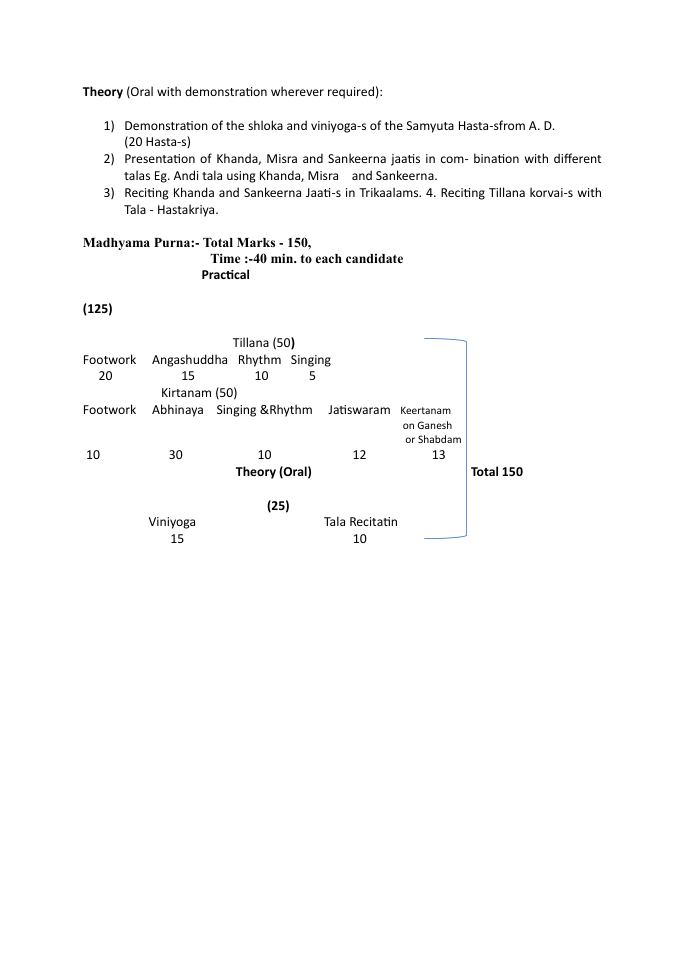 Theory (Oral with demonstration wherever required):
1) Demonstration of the shloka and viniyoga-s of the Samyuta Hasta-sfrom A. D.
(20 Hasta-s)
2) Presentation of Khanda, Misra and Sankeerna jaatis in com- bination with different
talas Eg. Andi tala using Khanda, Misra and Sankeerna.
3) Reciting Khanda and Sankeerna Jaati-s in Trikaalams. 4. Reciting Tillana korvai-s with
Tala - Hastakriya.
Madhyama Purna:- Total Marks - 150,
Time :-40 min. to each candidate
Practical
(125)
Tillana (50)
Footwork Angashuddha Rhythm Singing
20 15 10 5
Kirtanam (50)
Footwork Abhinaya Singing &Rhythm Jatiswaram Keertanam
on Ganesh
or Shabdam
10 30 10 12 13
Theory (Oral) Total 150
(25)
Viniyoga Tala Recitatin
15 10